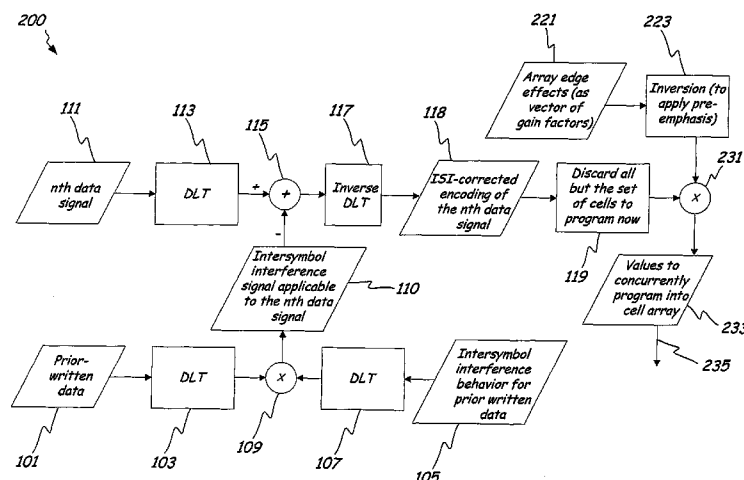 200
221
223
Array edge
effects (as
vector of
gain factors)
Inversion (to
apply pre-
emphasis)
111
113
115
117
118
231
nth data
signal
DLT
+
+
-
Inverse
DLT
ISI-corrected
encoding of
the nth data
signal
Discard all
but the set
of cells to
program now
x
119
Intersymbol
interference
signal applicable
to the nth data
signal
110
Values to
concurrently
program into
cell array
233
235
Prior-
written
data
DLT
x
DLT
Intersymbol
interference
behavior for
prior written
data
101
103
109
107
105